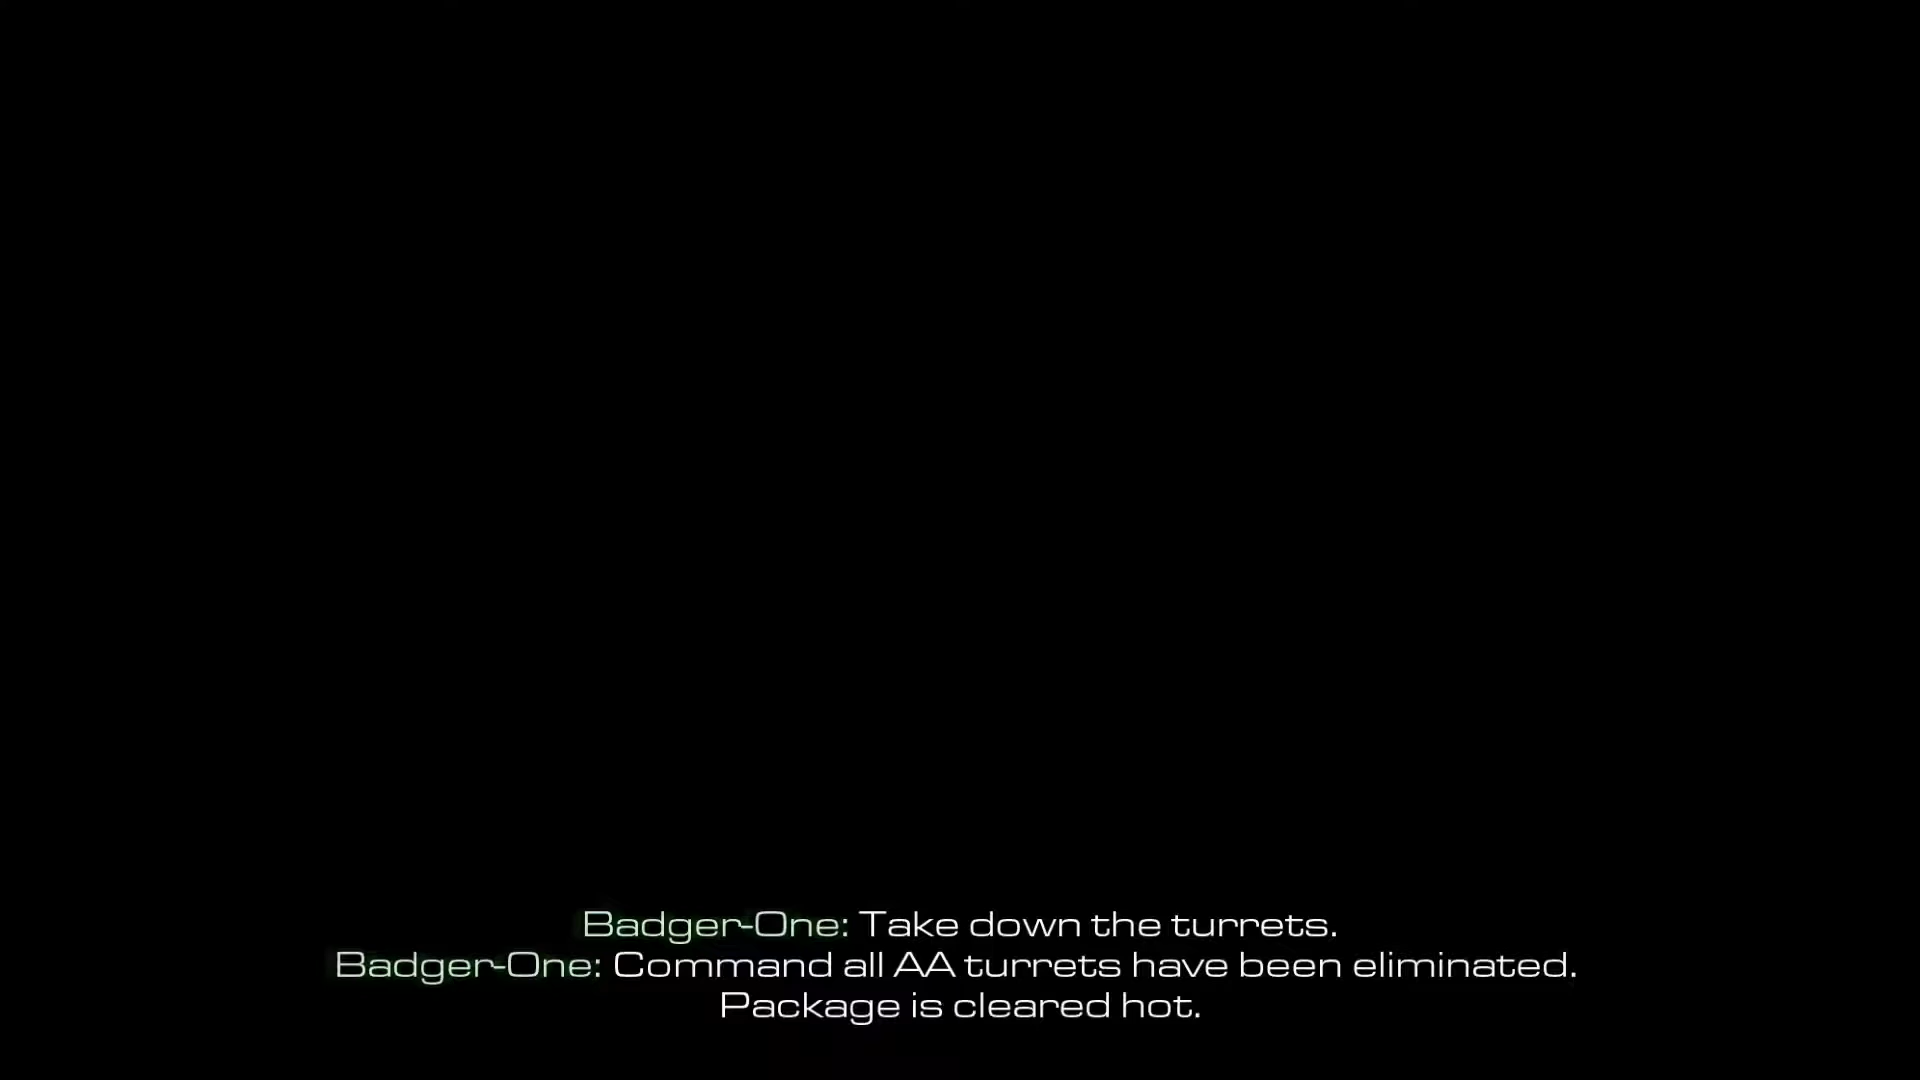 Badger-One: Take down the turrets.
Badger-One: Command all AA turrets have been eliminated.
Package is cleared hot.